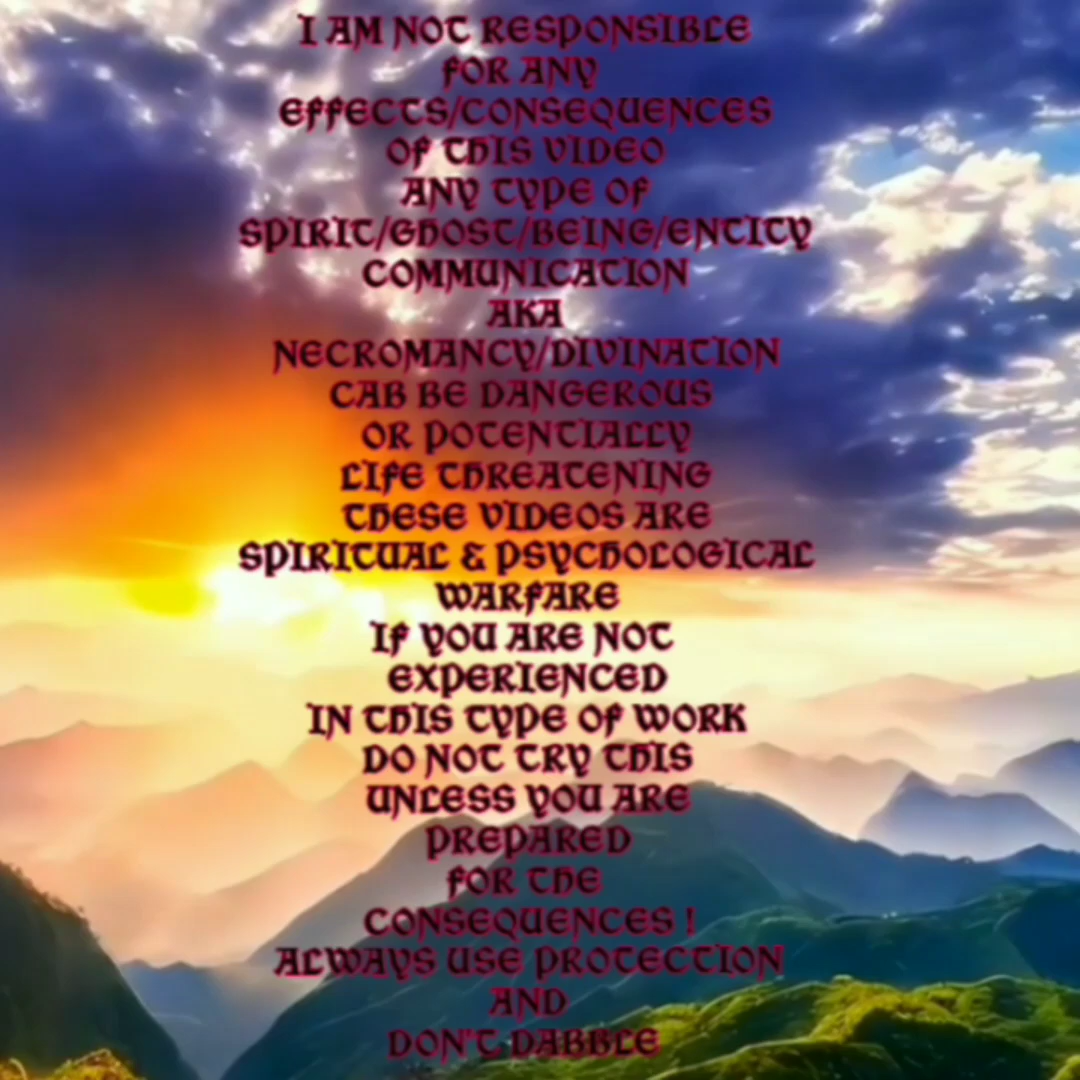 I AM NOT RESPONSIBLE
FOR ANY
EFFECTS/CONSEQUENCES
OF THIS VIDEO
ANY TYPE OF
SPIRIT/GHOST/BEING/ENTITY
COMMUNICATION
AKA
NECROMANCY/DIVINATION
CAB BE DANGEROUS
OR POTENTIALLY
LIFE THREATENING
THESE VIDEOS ARE
SPIRITUAL & PSYCHOLOGICAL
WARFARE
IF YOU ARE NOT
EXPERIENCED
IN THIS TYPE OF WORK
DO NOT TRY THIS
UNLESS YOU ARE
PREPARED
FOR THE
CONSEQUENCES !
ALWAYS USE PROTECTION
AND
DON'T DABBLE